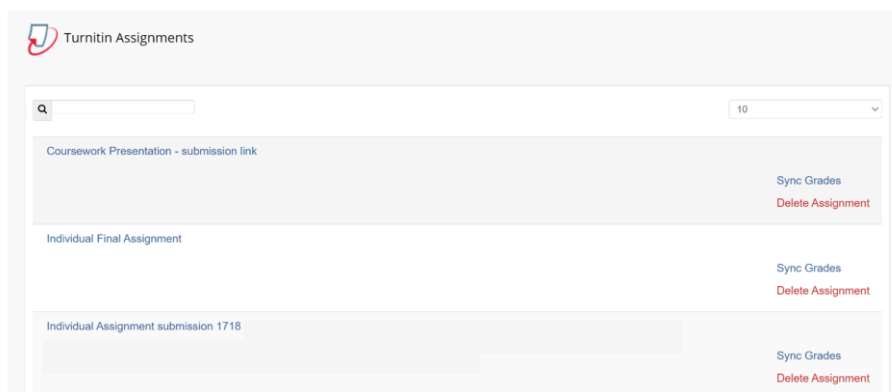 Turnitin Assignments
10
Coursework Presentation - submission link
Sync Grades
Delete Assignment
Individual Final Assignment
Sync Grades
Delete Assignment
Individual Assignment submission 1718
Sync Grades
Delete Assignment